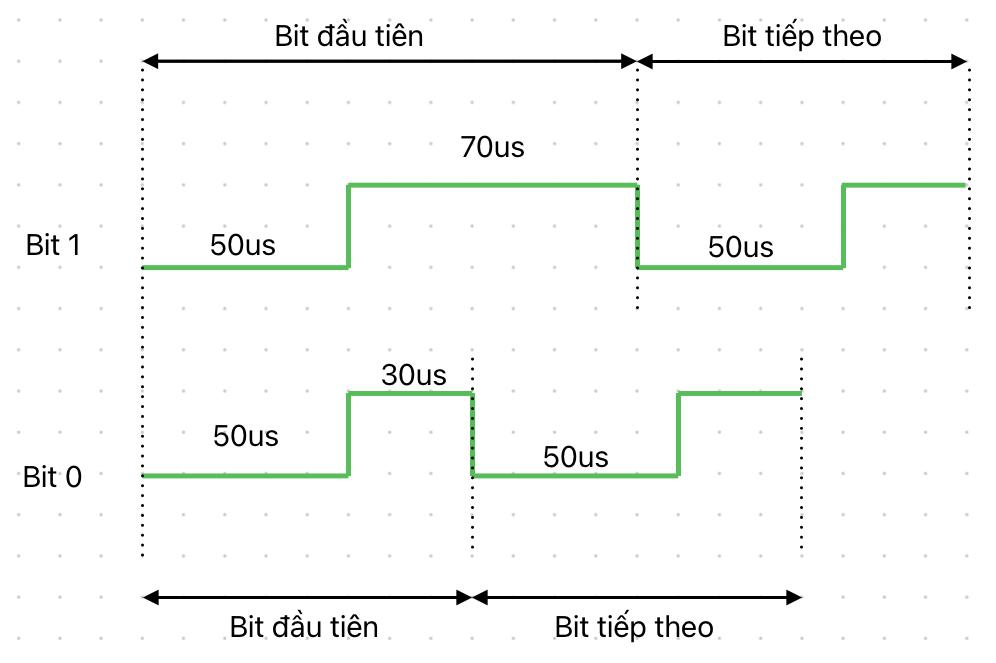 Bit đầu tiên
Bit tiếp theo
70us
Bit 1
50us
50us
30us
50us
50us
Bit 0
Bit đầu tiên
Bit tiếp theo